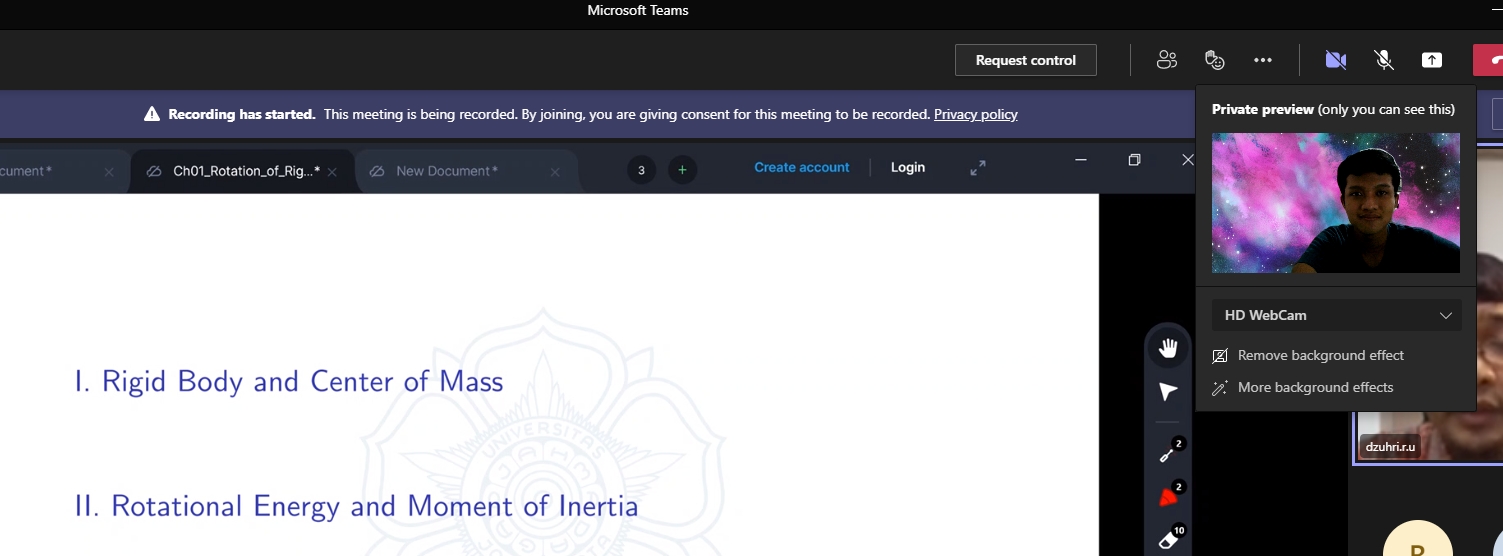 Microsoft Teams
Request control
Recording has started. This meeting is being recorded. By joining, you are giving consent for this meeting to be recorded. Privacy policy
Private preview (only you can see this)
cument*
Ch01_Rotation_of_Rig...*
New Document*
3
Create account
Login
HD WebCam
Remove background effect
More background effects
I. Rigid Body and Center of Mass
UNIVERSITAS
GADJAH MADA
II. Rotational Energy and Moment of Inertia
2
2
10
dzuhri.r.u